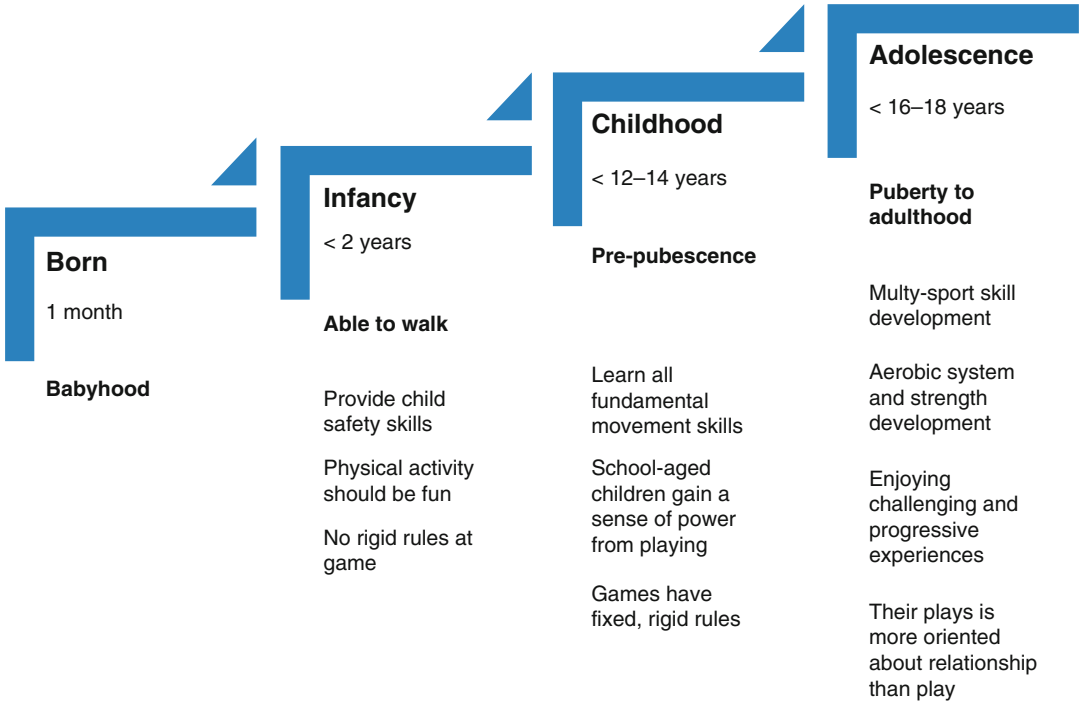 Born
1 month
Babyhood
Infancy
< 2 years
Able to walk
Provide child
safety skills
Physical activity
should be fun
No rigid rules at
game
Childhood
< 12–14 years
Pre-pubescence
Learn all
fundamental
movement skills
School-aged
children gain a
sense of power
from playing
Games have
fixed, rigid rules
Adolescence
< 16–18 years
Puberty to
adulthood
Multy-sport skill
development
Aerobic system
and strength
development
Enjoying
challenging and
progressive
experiences
Their plays is
more oriented
about relationship
than play